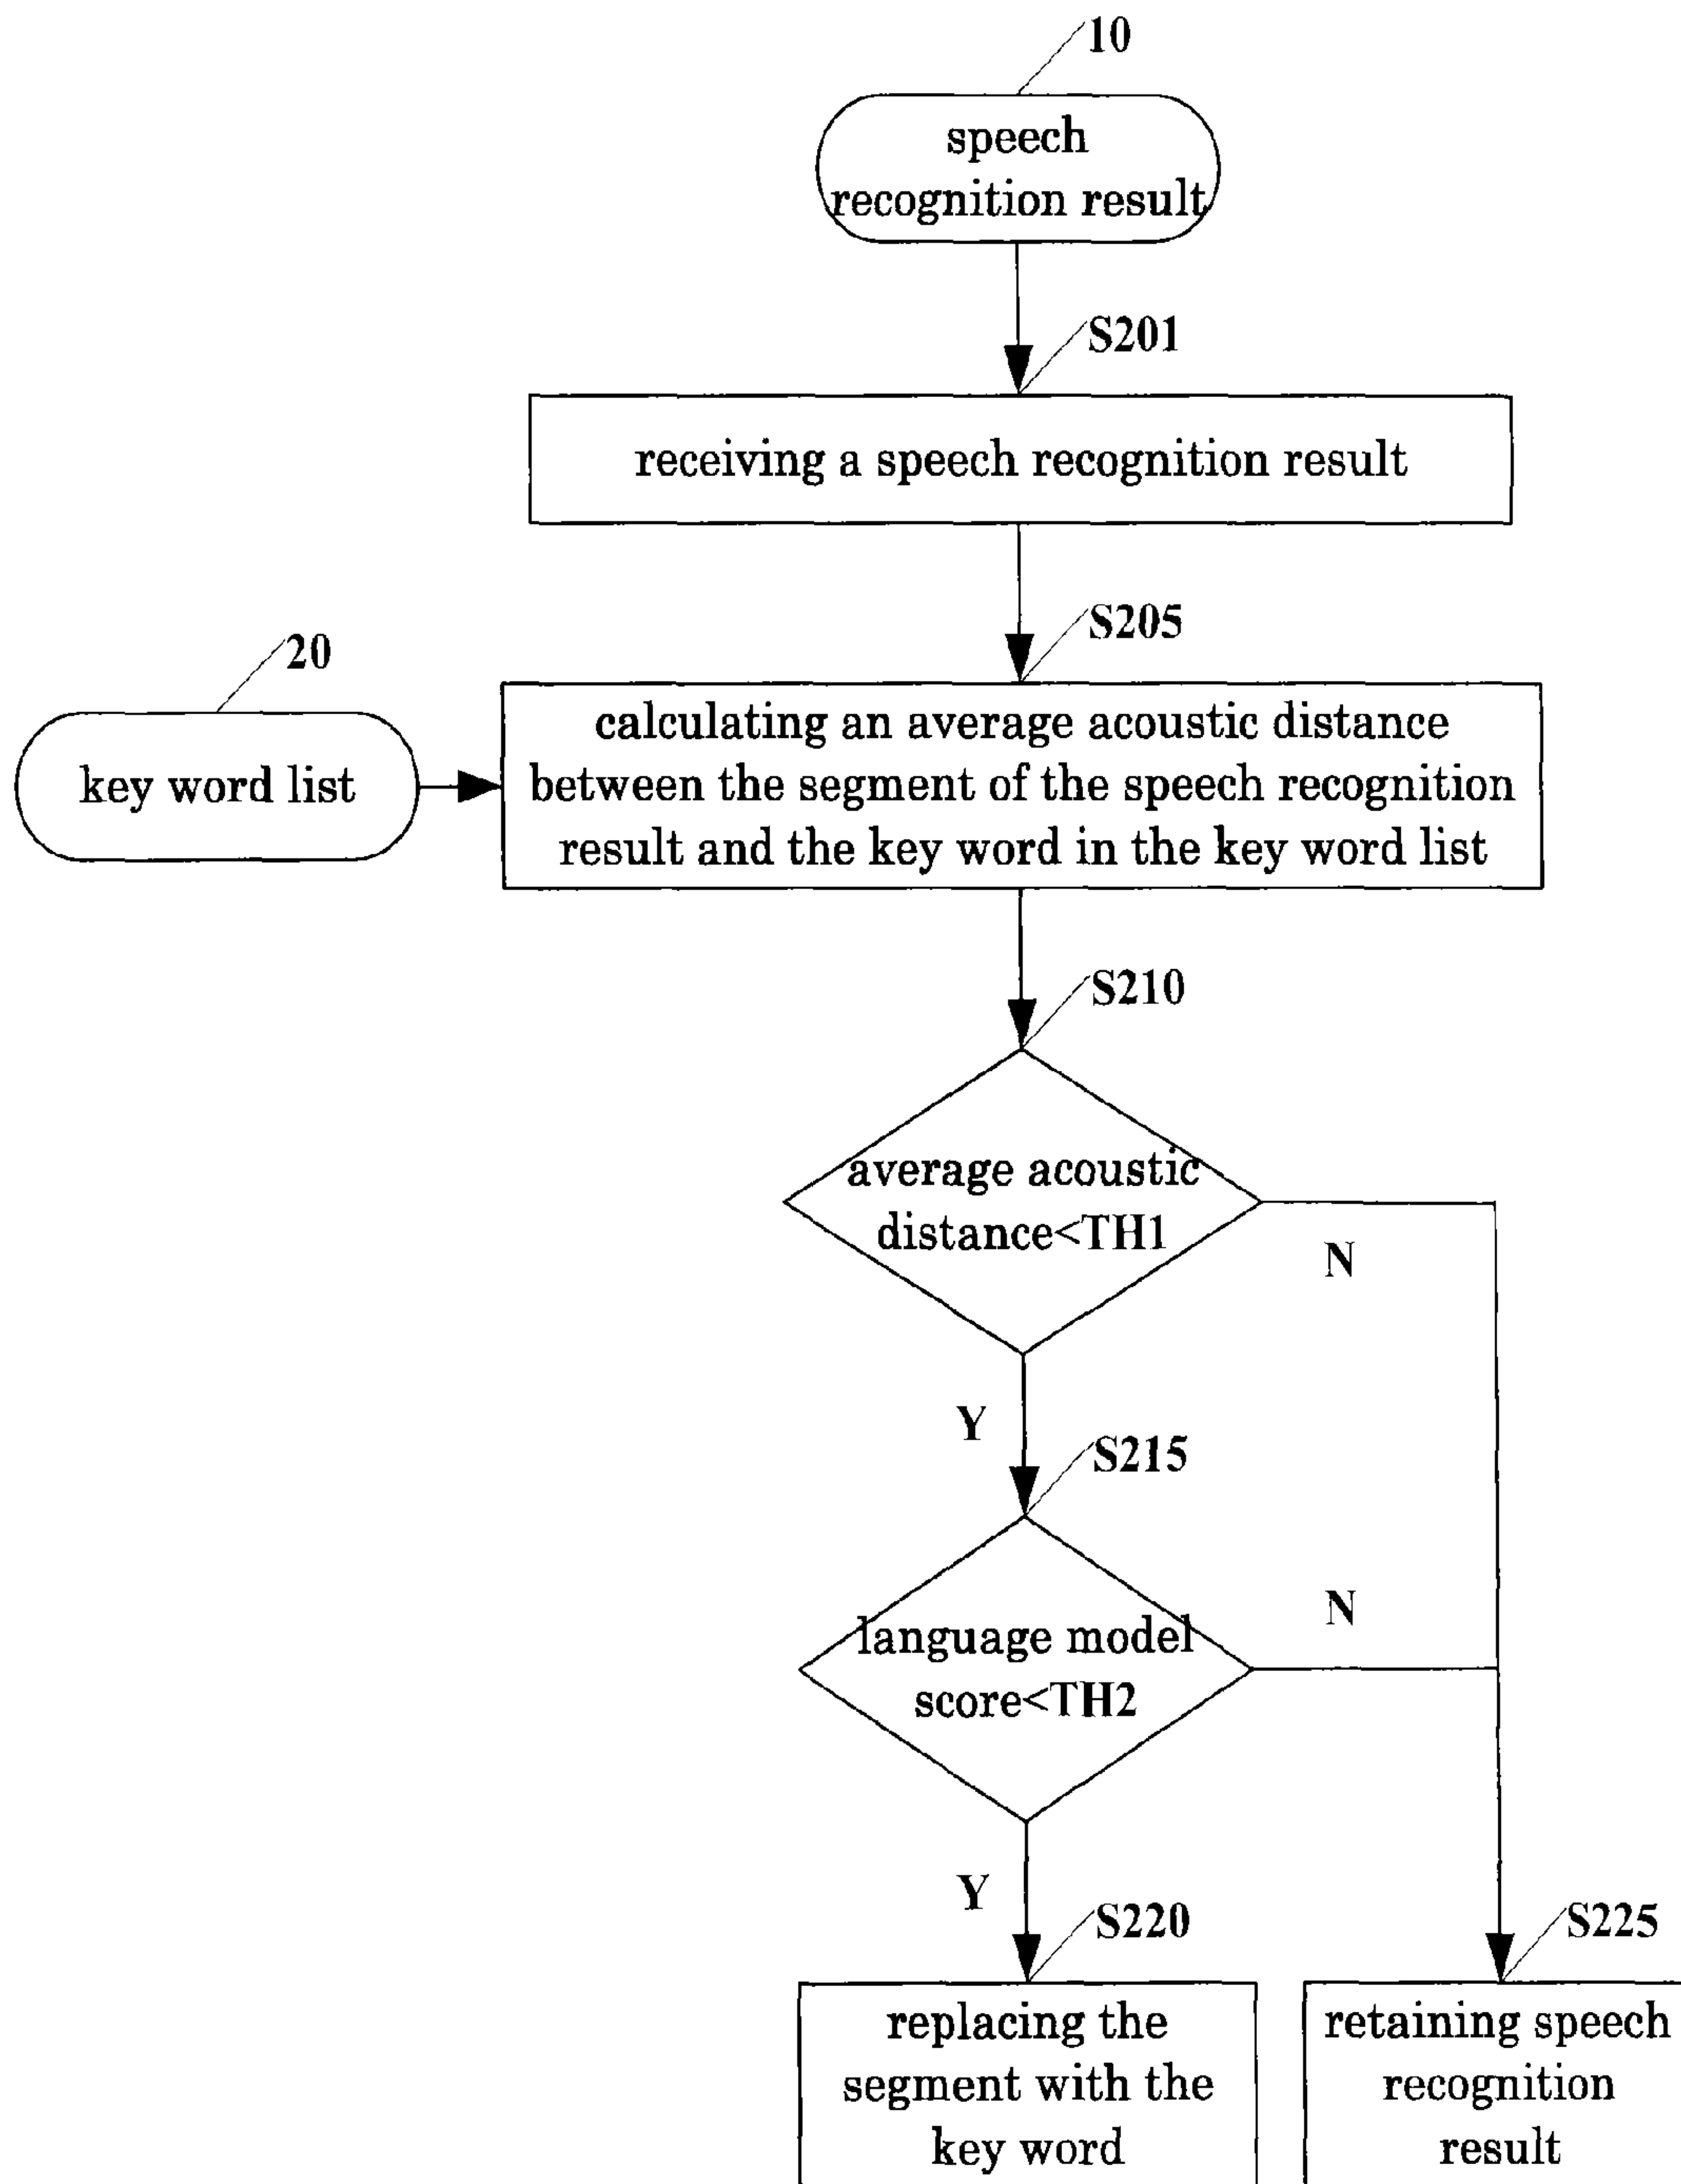 10
speech
recognition result
S201
receiving a speech recognition result
S205
20
key word list
calculating an average acoustic distance
between the segment of the speech recognition
result and the key word in the key word list
S210
average acoustic
distance<TH1
N
Y
S215
language model
score<TH2
N
Y
S220
S225
replacing the
segment with the
key word
retaining speech
recognition
result